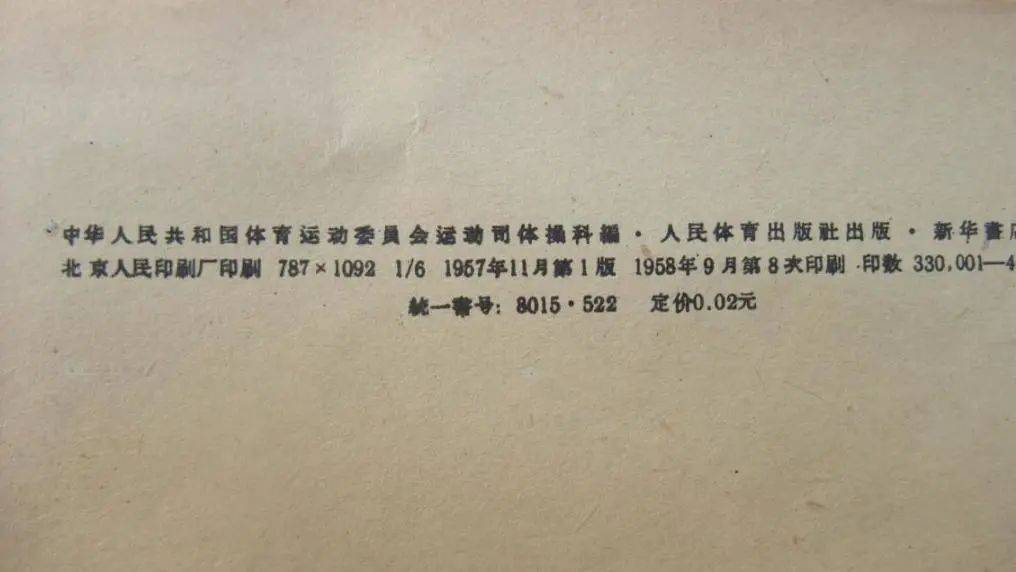 中华人民共和国体育运动委员会运动司体操科編・人民体育出版社出版・新华書店
北京人民印刷厂印刷 787×1092 1/6 1957年11月第1版 1958年9月第8次印刷 印数 330,001—4
統一書号: 8015・522 定价0.02元